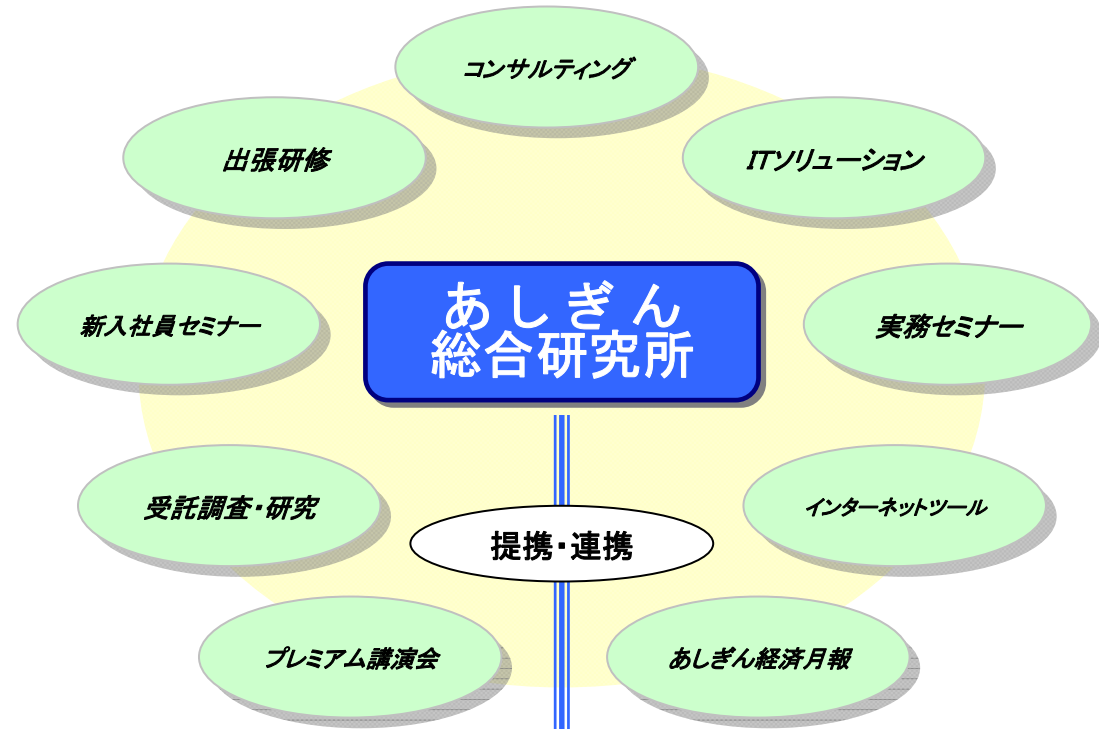 コンサルティング
出張研修
ITソリューション
あしぎん
総合研究所
新入社員セミナー
実務セミナー
受託調査・研究
インターネットツール
提携・連携
プレミアム講演会
あしぎん経済月報